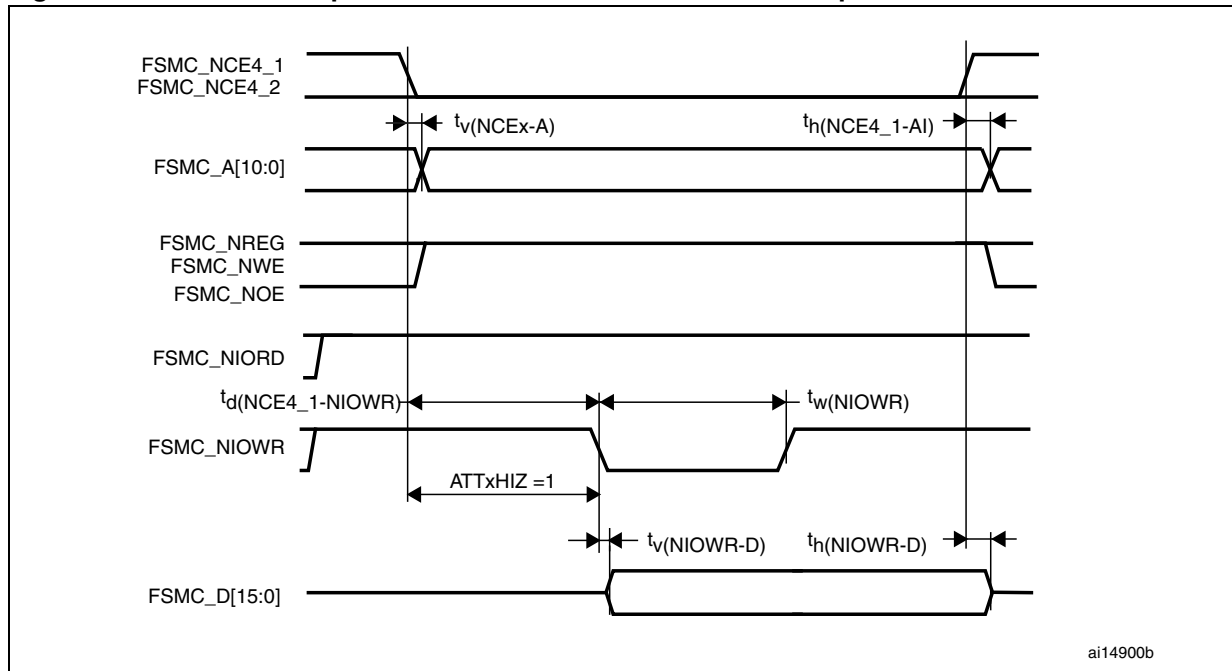 FSMC_NCE4_1
FSMC_NCE4_2
tv(NCEx-A)
th(NCE4_1-AI)
FSMC_A[10:0]
FSMC_NREG
FSMC_NWE
FSMC_NOE
FSMC_NIORD
td(NCE4_1-NIOWR)
tw(NIOWR)
FSMC_NIOWR
ATTxHIZ =1
tv(NIOWR-D)
th(NIOWR-D)
FSMC_D[15:0]
ai14900b